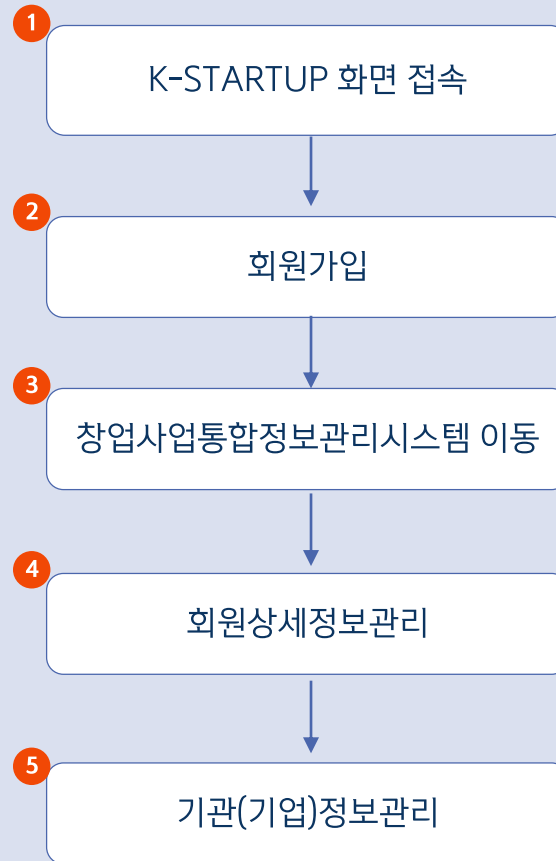 1
K-STARTUP 화면 접속
2
회원가입
3
창업사업통합정보관리시스템 이동
4
회원상세정보관리
5
기관(기업)정보관리